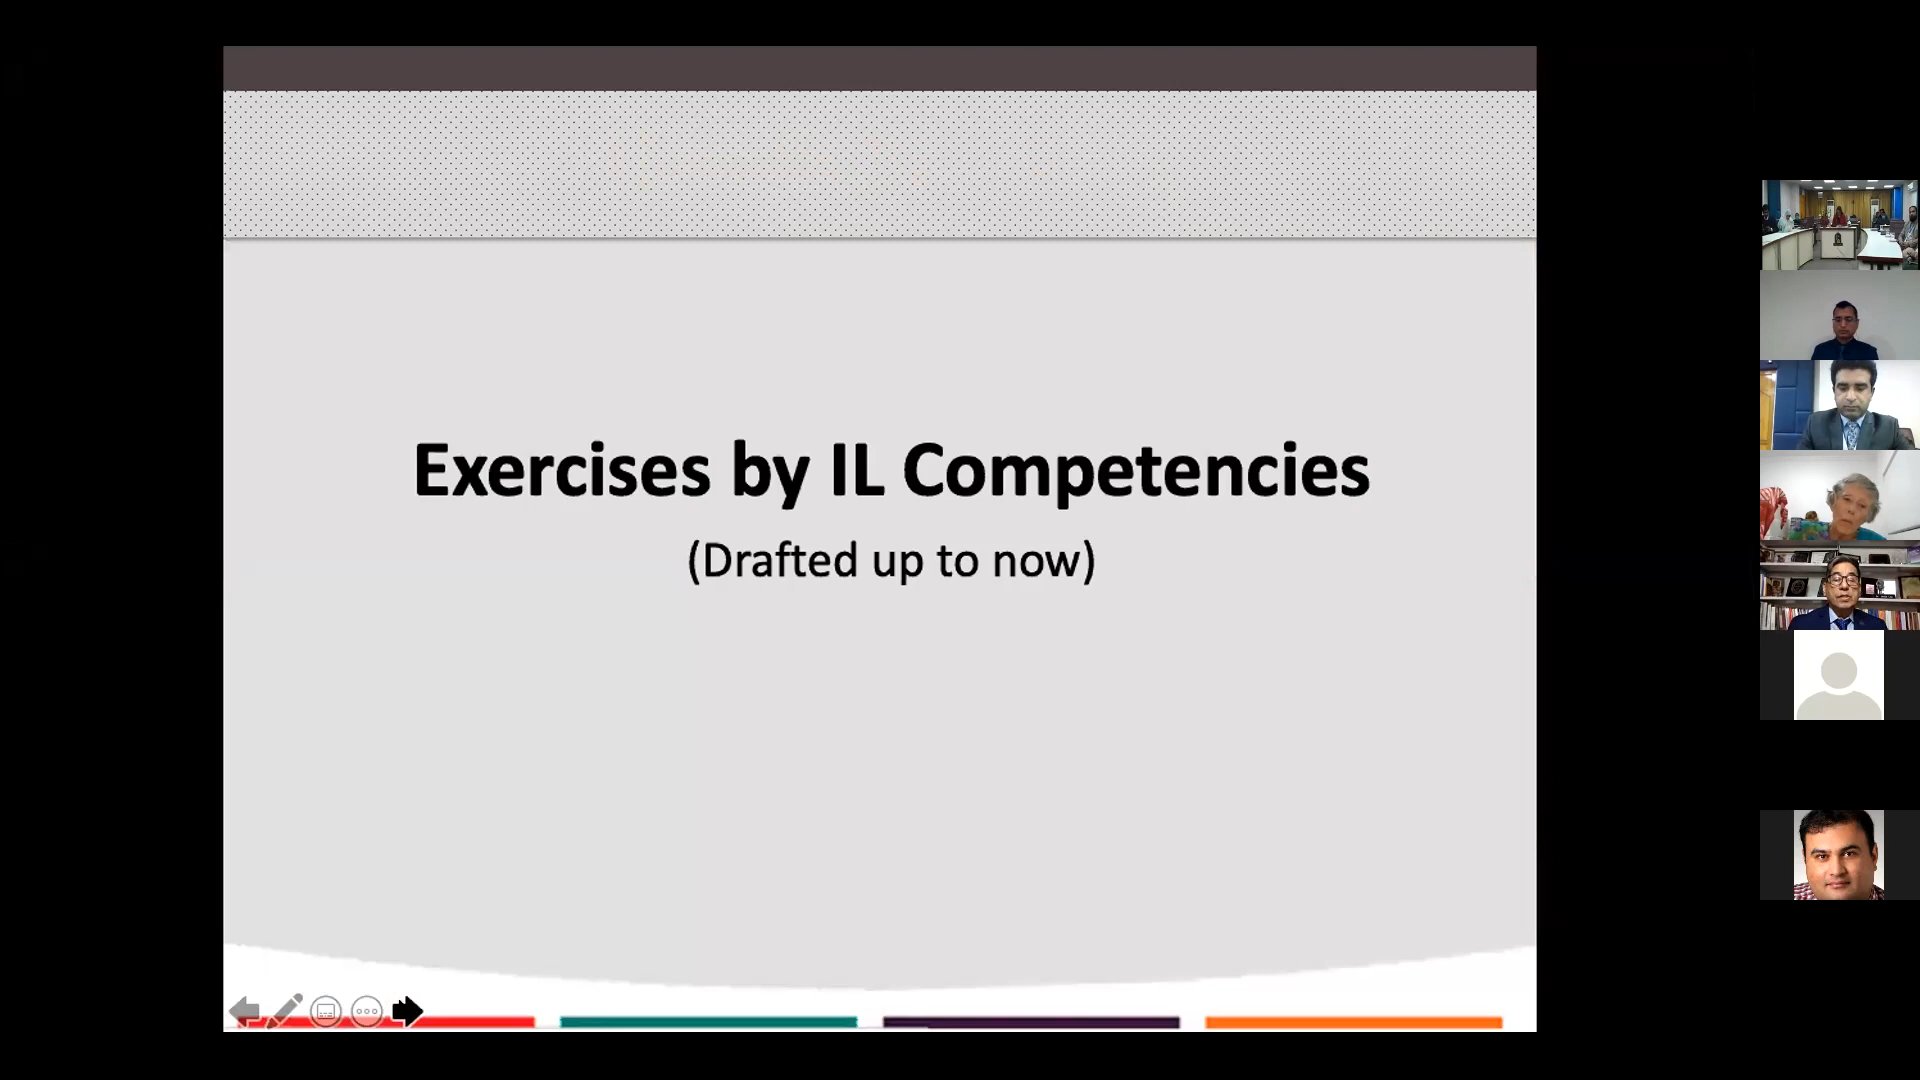 Exercises by IL Competencies
(Drafted up to now)